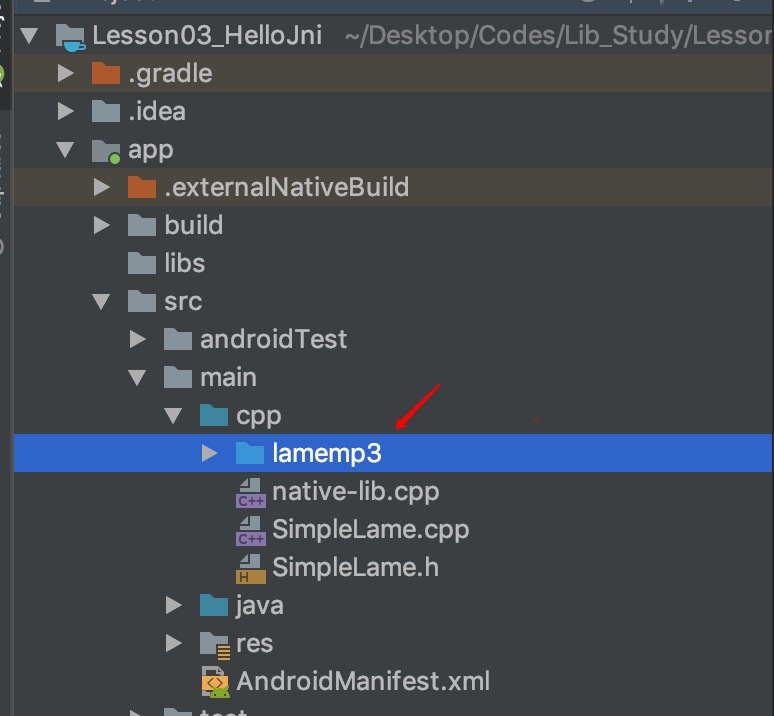 Lesson03_HelloJni ~/Desktop/Codes/Lib_Study/Lesson
.gradle
.idea
app
.externalNativeBuild
build
libs
src
androidTest
main
cpp
lamemp3
C++ native-lib.cpp
C++ SimpleLame.cpp
H SimpleLame.h
java
res
AndroidManifest.xml
test